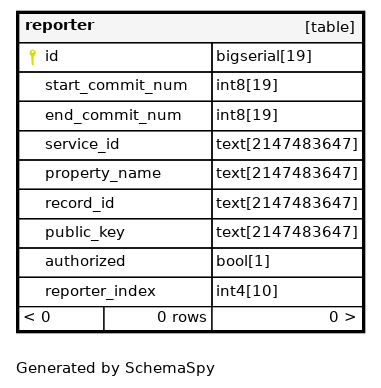 reporter [table]
id bigserial[19]
start_commit_num int8[19]
end_commit_num int8[19]
service_id text[2147483647]
property_name text[2147483647]
record_id text[2147483647]
public_key text[2147483647]
authorized bool[1]
reporter_index int4[10]
< 0 0 rows 0 >
Generated by SchemaSpy